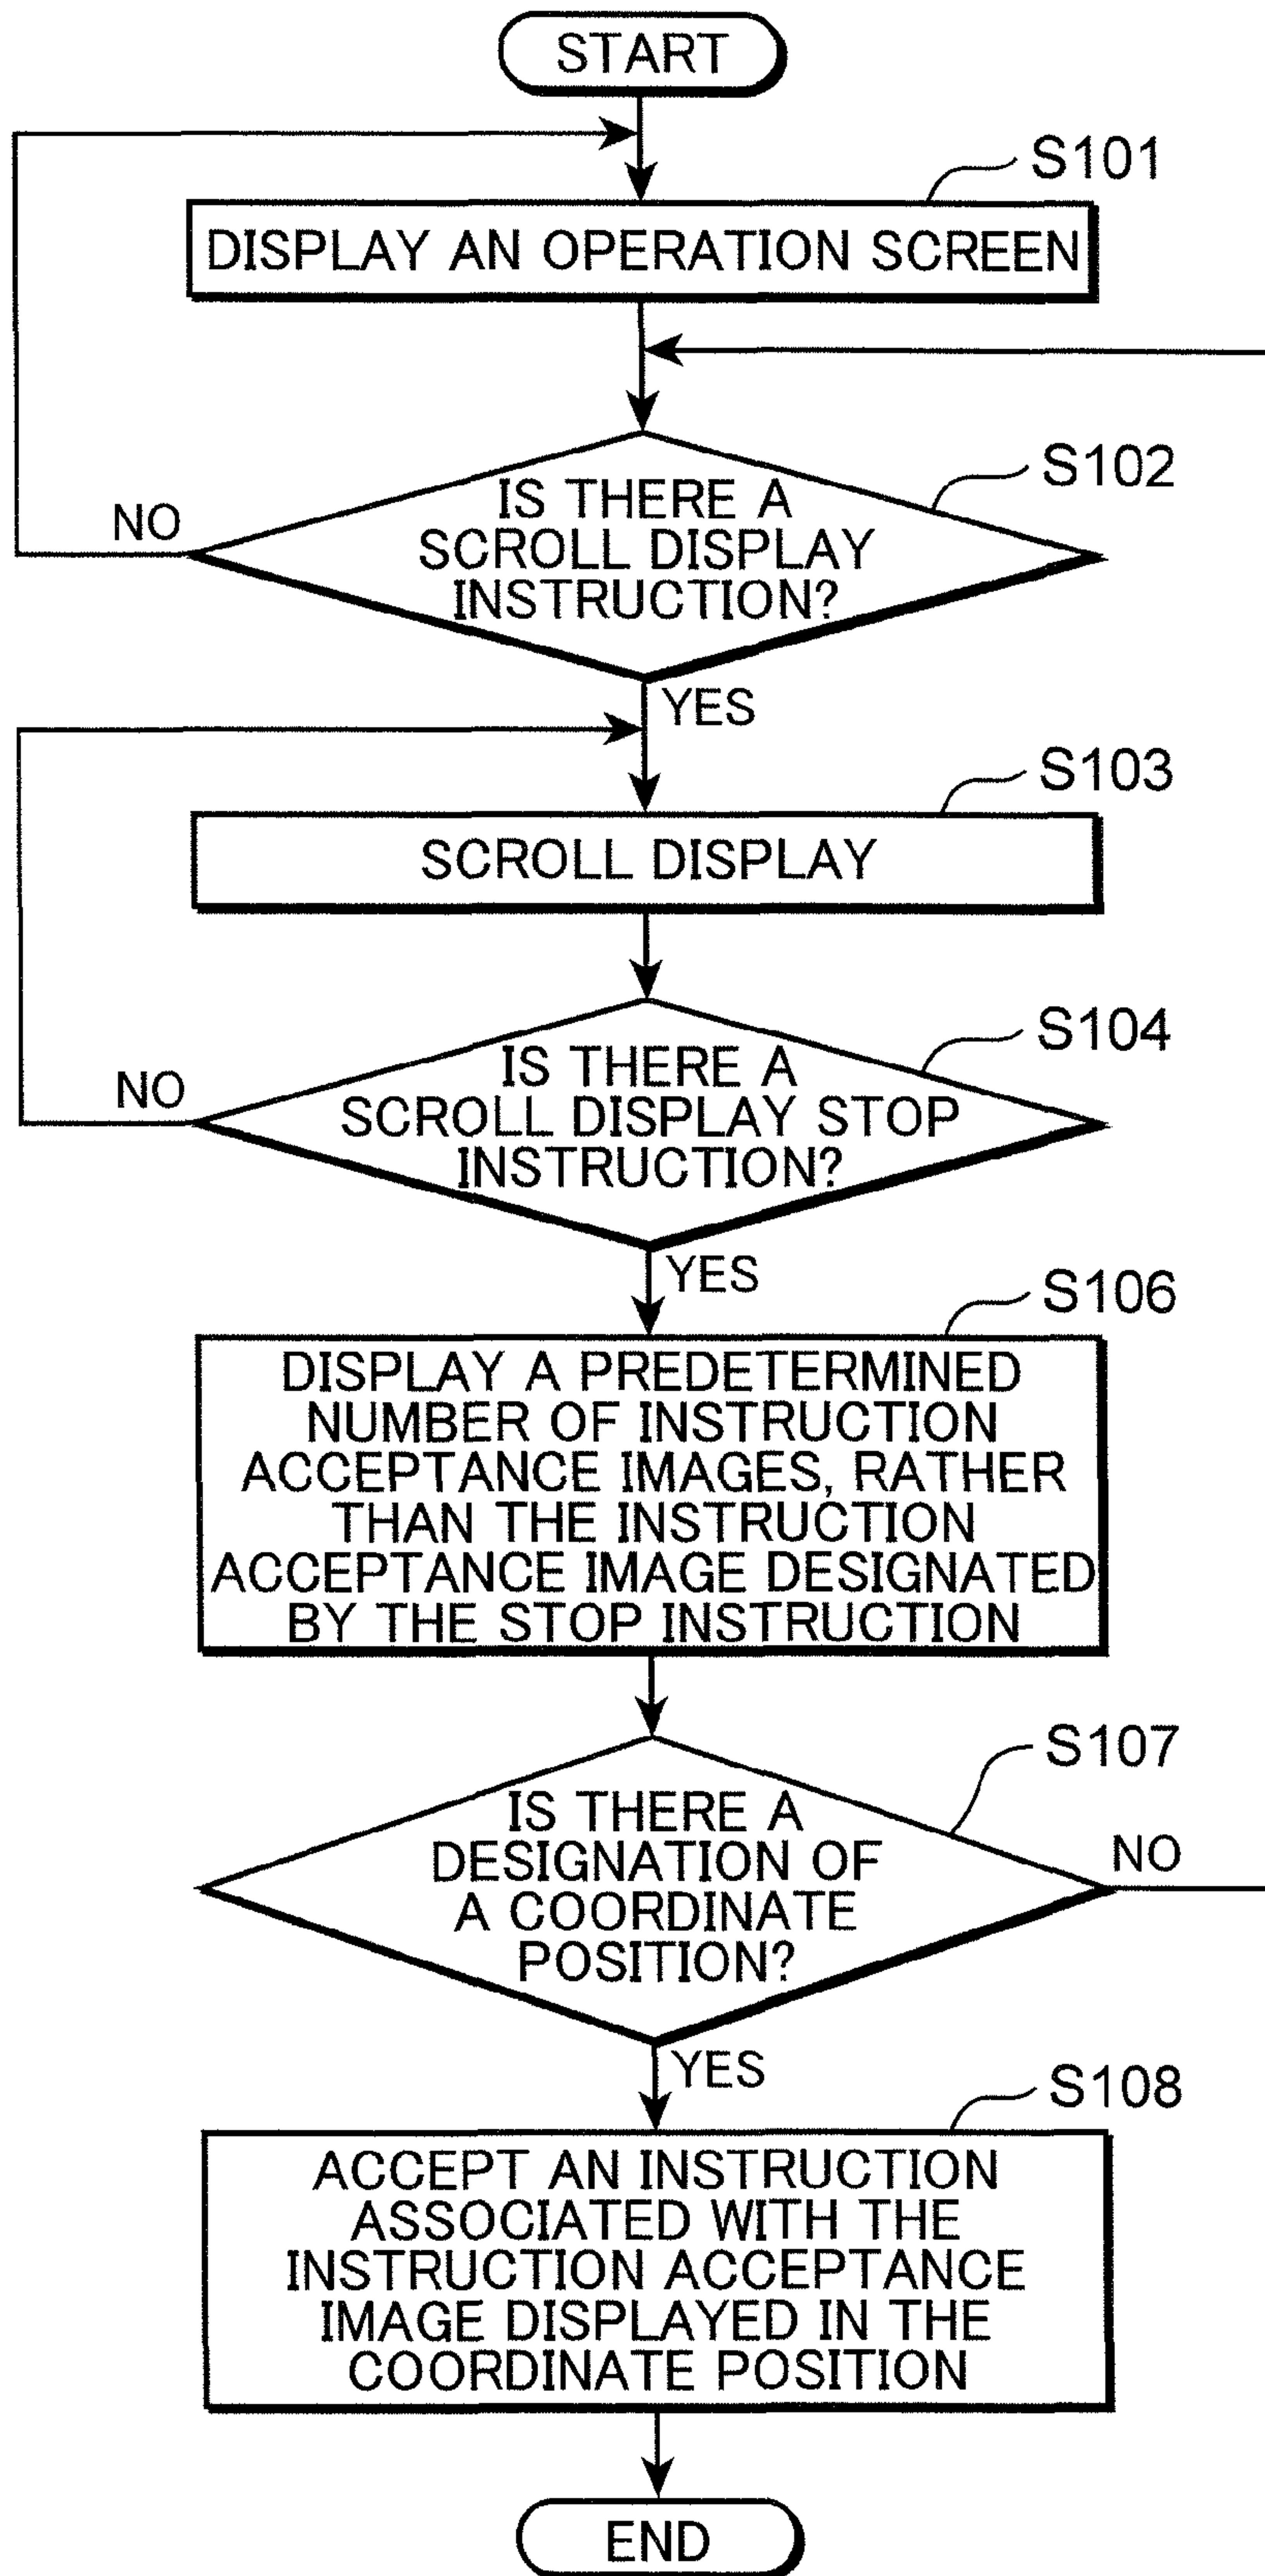 START
S101
DISPLAY AN OPERATION SCREEN
S102
IS THERE A
SCROLL DISPLAY
INSTRUCTION?
NO
YES
S103
SCROLL DISPLAY
S104
IS THERE A
SCROLL DISPLAY STOP
INSTRUCTION?
NO
YES
S106
DISPLAY A PREDETERMINED
NUMBER OF INSTRUCTION
ACCEPTANCE IMAGES, RATHER
THAN THE INSTRUCTION
ACCEPTANCE IMAGE DESIGNATED
BY THE STOP INSTRUCTION
S107
IS THERE A
DESIGNATION OF
A COORDINATE
POSITION?
NO
YES
S108
ACCEPT AN INSTRUCTION
ASSOCIATED WITH THE
INSTRUCTION ACCEPTANCE
IMAGE DISPLAYED IN THE
COORDINATE POSITION
END